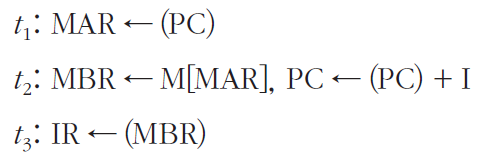 t₁: MAR ← (PC)
t₂: MBR ← M[MAR], PC ← (PC) + I
t₃: IR ← (MBR)